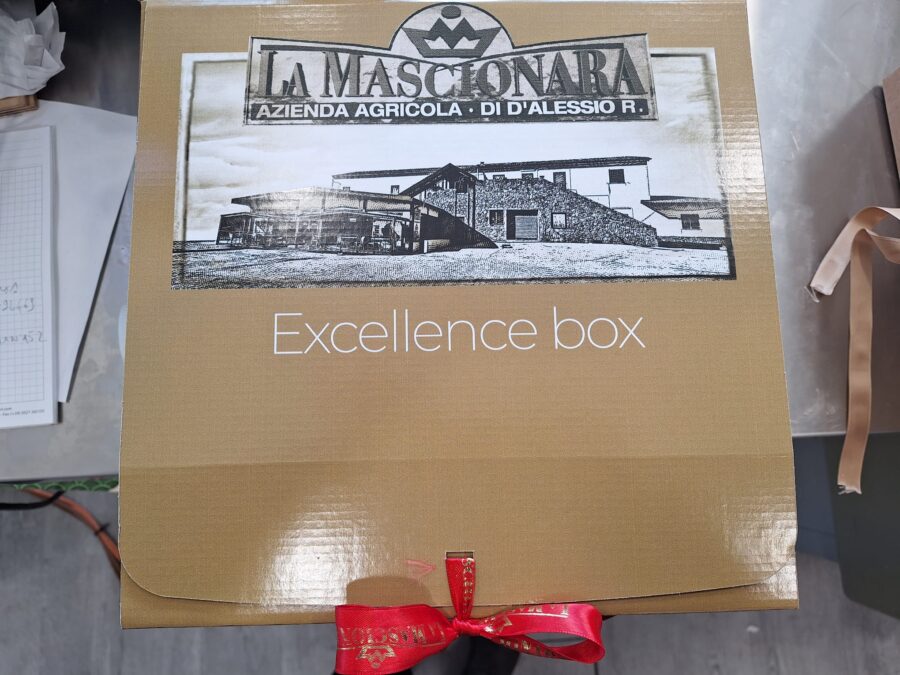 LA MASCIONARA
AZIENDA AGRICOLA · DI D'ALESSIO R.
Excellence box